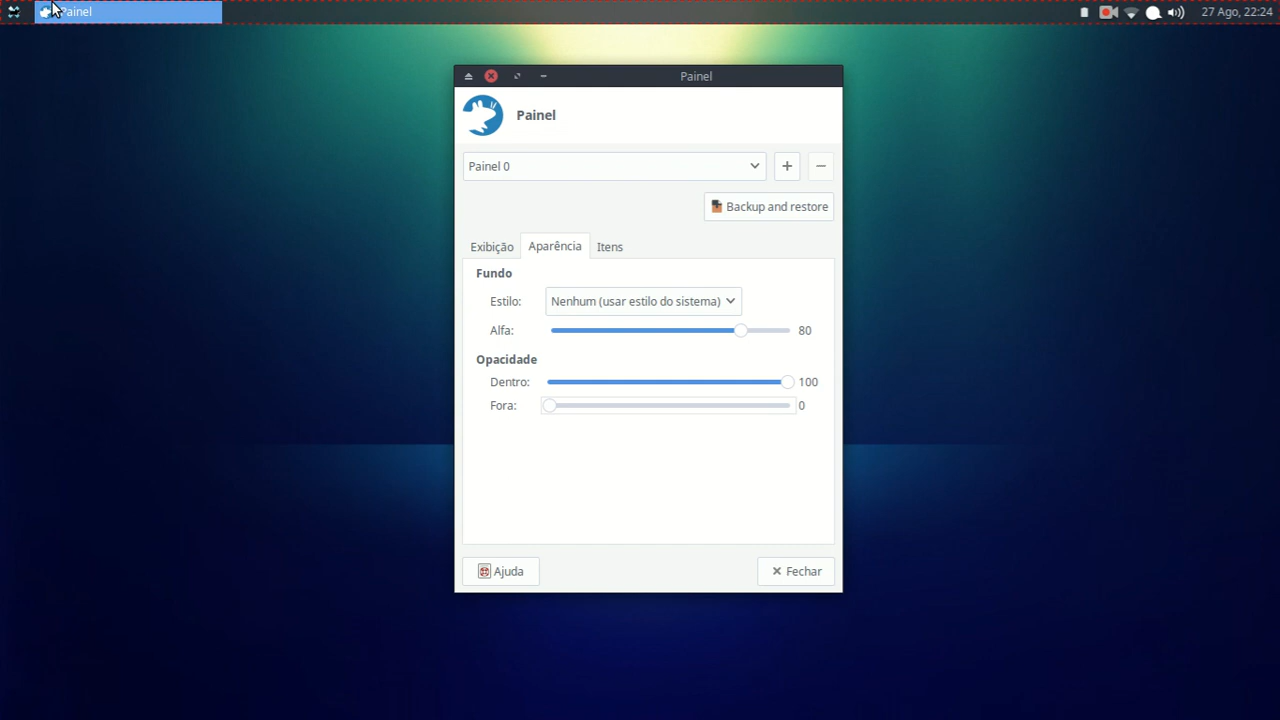 Painel
27 Ago, 22:24
Painel
Painel
Painel 0
Backup and restore
Exibição
Aparência
Itens
Fundo
Estilo: Nenhum (usar estilo do sistema)
Alfa: 80
Opacidade
Dentro: 100
Fora: 0
Ajuda
Fechar